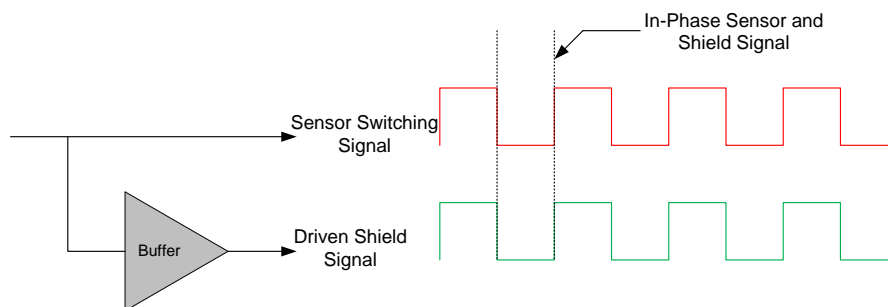 In-Phase Sensor and
Shield Signal
Sensor Switching
Signal
Buffer
Driven Shield
Signal